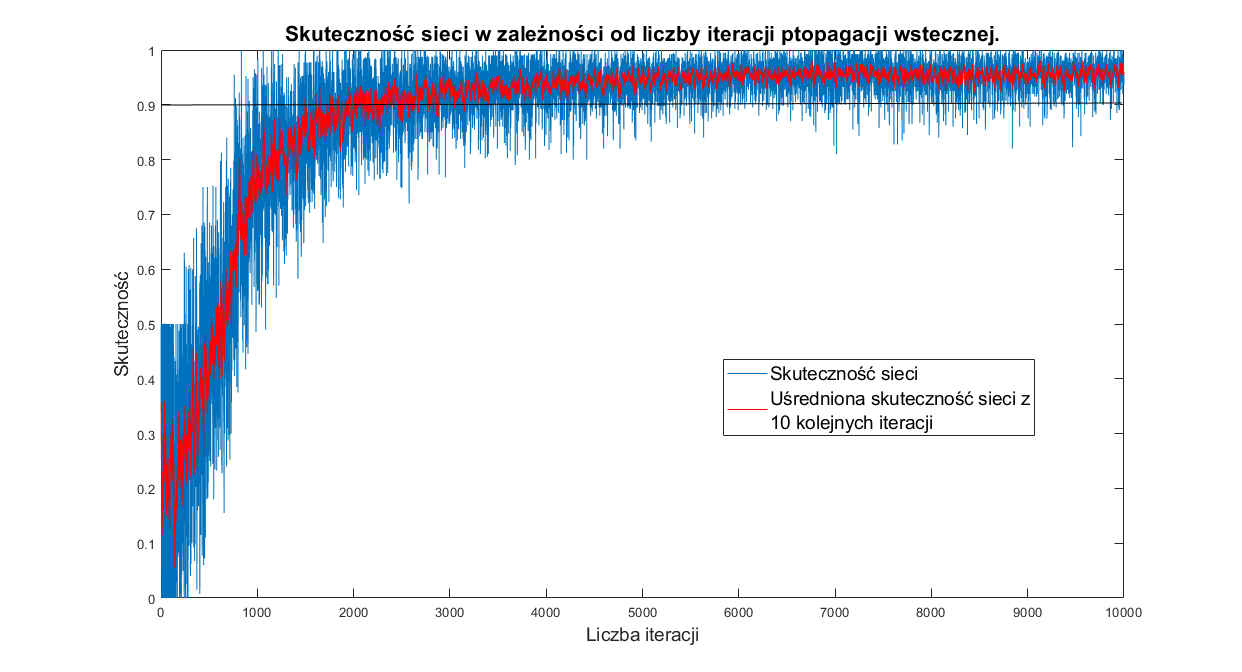 Skuteczność sieci w zależności od liczby iteracji ptopagacji wstecznej.
1
0.9
0.8
0.7
0.6
0.5
0.4
0.3
0.2
0.1
0
Skuteczność
Skuteczność sieci
Uśredniona skuteczność sieci z
10 kolejnych iteracji
0 1000 2000 3000 4000 5000 6000 7000 8000 9000 10000
Liczba iteracji